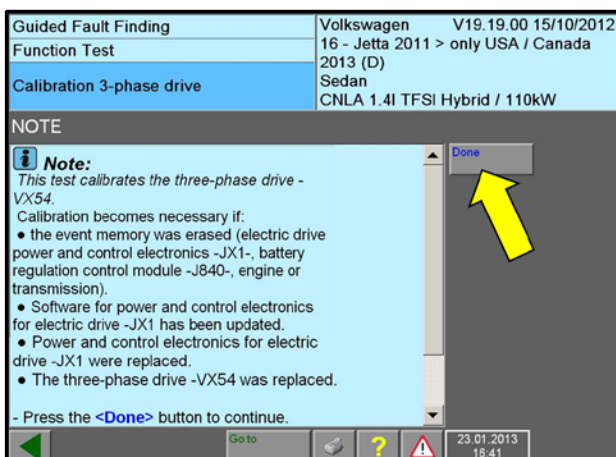 Guided Fault Finding
Function Test
Calibration 3-phase drive
Volkswagen V19.19.00 15/10/2012
16 - Jetta 2011 > only USA / Canada
2013 (D)
Sedan
CNLA 1.4l TFSI Hybrid / 110kW
NOTE
Note:
This test calibrates the three-phase drive -
VX54.
Calibration becomes necessary if:
• the event memory was erased (electric drive
power and control electronics -JX1-, battery
regulation control module -J840-, engine or
transmission).
• Software for power and control electronics
for electric drive -JX1 has been updated.
• Power and control electronics for electric
drive -JX1 were replaced.
• The three-phase drive -VX54 was replaced.
- Press the <Done> button to continue.
Done
Go to
?
23.01.2013
16:41